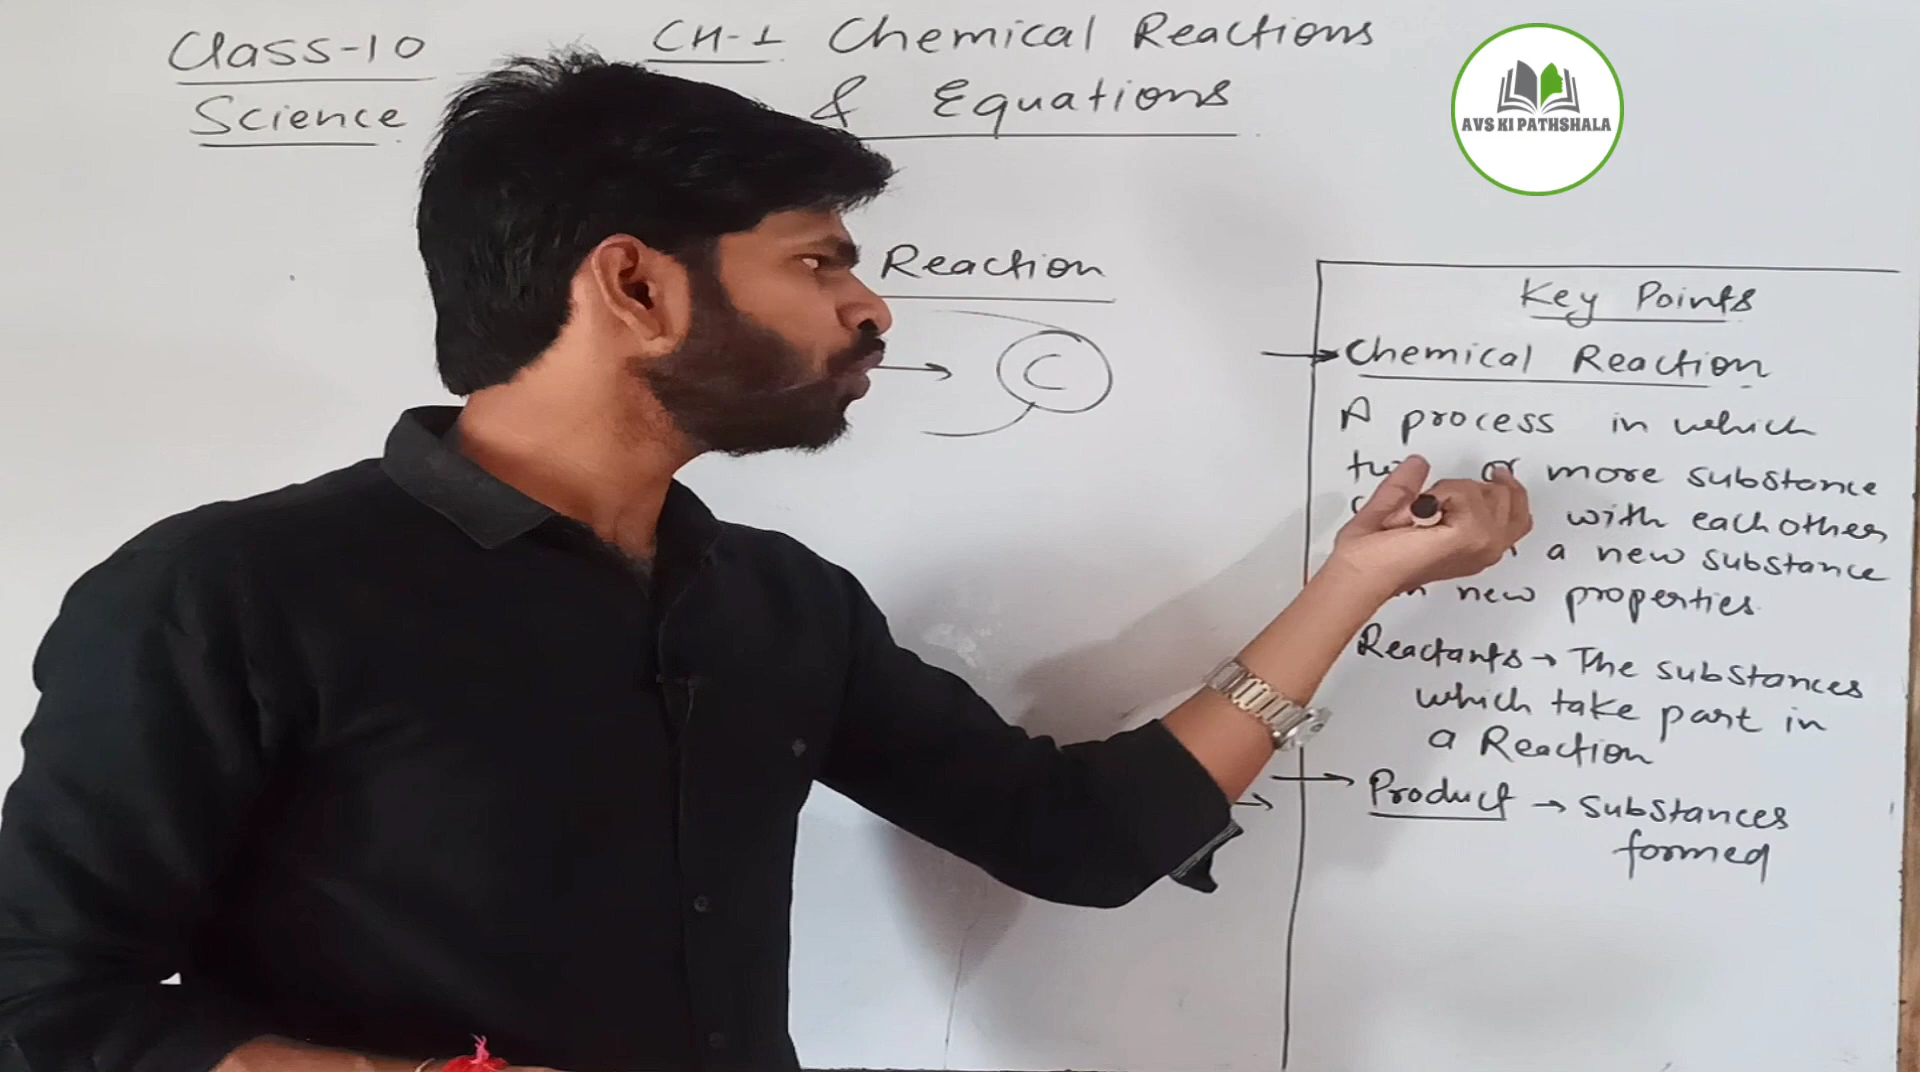 Class-10
Science
CH-1 Chemical Reactions
& Equations
AVS KI PATHSHALA
Reaction
C
Key Points
Chemical Reaction
A process in which
or more substance
with each other
a new substance
new properties.
Reactants → The substances
which take part in
a Reaction
Product → Substances
formed